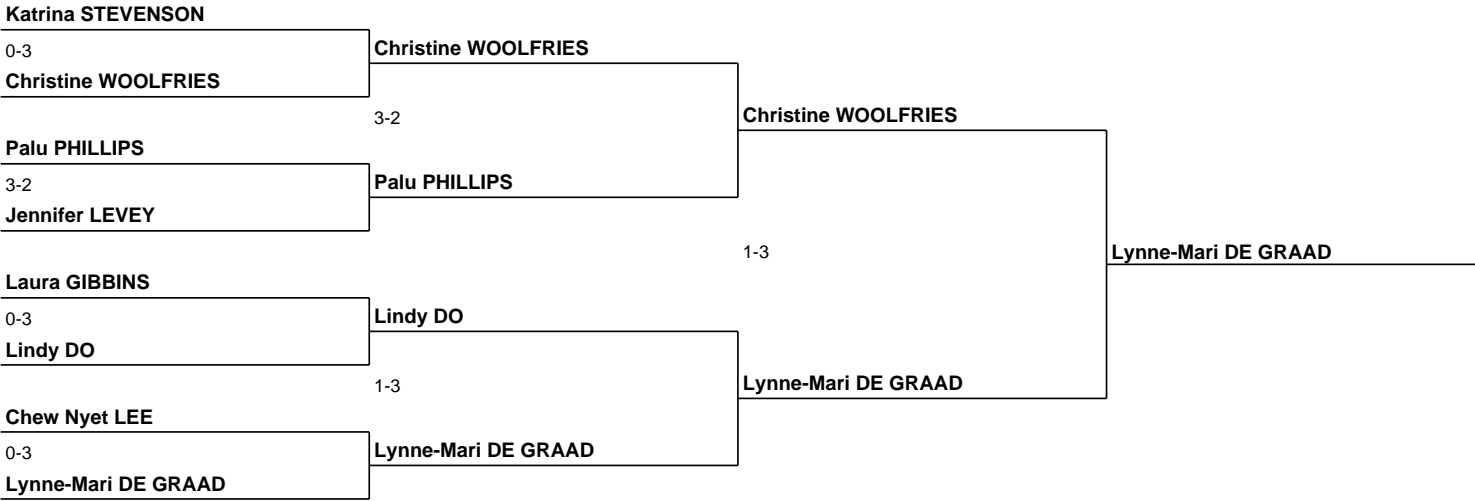 Katrina STEVENSON
0-3
Christine WOOLFRIES
Christine WOOLFRIES
3-2
Christine WOOLFRIES
Palu PHILLIPS
3-2
Palu PHILLIPS
Jennifer LEVEY
1-3
Lynne-Mari DE GRAAD
Laura GIBBINS
0-3
Lindy DO
Lindy DO
1-3
Lynne-Mari DE GRAAD
Chew Nyet LEE
0-3
Lynne-Mari DE GRAAD
Lynne-Mari DE GRAAD